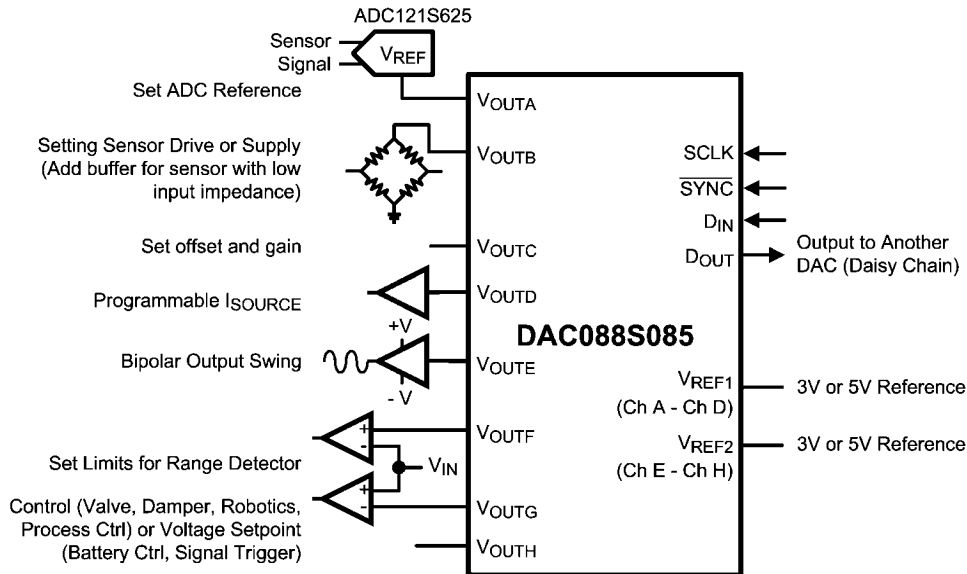 ADC121S625
Sensor
Signal
VREF
Set ADC Reference
VOUTA
Setting Sensor Drive or Supply
(Add buffer for sensor with low
input impedance)
VOUTB
Set offset and gain
VOUTC
Programmable ISOURCE
VOUTD
+V
Bipolar Output Swing
- V
VOUTE
+
-
VOUTF
Set Limits for Range Detector
VIN
+
-
VOUTG
Control (Valve, Damper, Robotics,
Process Ctrl) or Voltage Setpoint
(Battery Ctrl, Signal Trigger)
VOUTH
DAC088S085
SCLK
SYNC
DIN
DOUT
Output to Another
DAC (Daisy Chain)
VREF1
(Ch A - Ch D)
3V or 5V Reference
VREF2
(Ch E - Ch H)
3V or 5V Reference